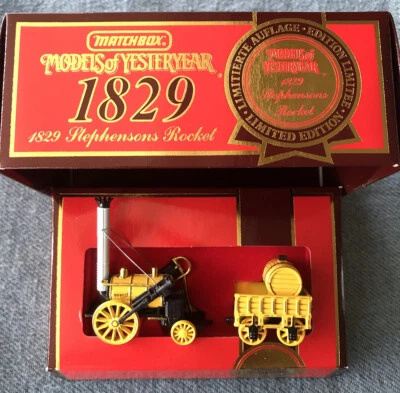 MATCHBOX
MODELS of YESTERYEAR
1829
1829 Stephensons Rocket
LIMITIERTE AUFLAGE · EDITION LIMITEE · LIMITED EDITION ·
MODELS of
YESTERYEAR
1829
Stephensons
Rocket